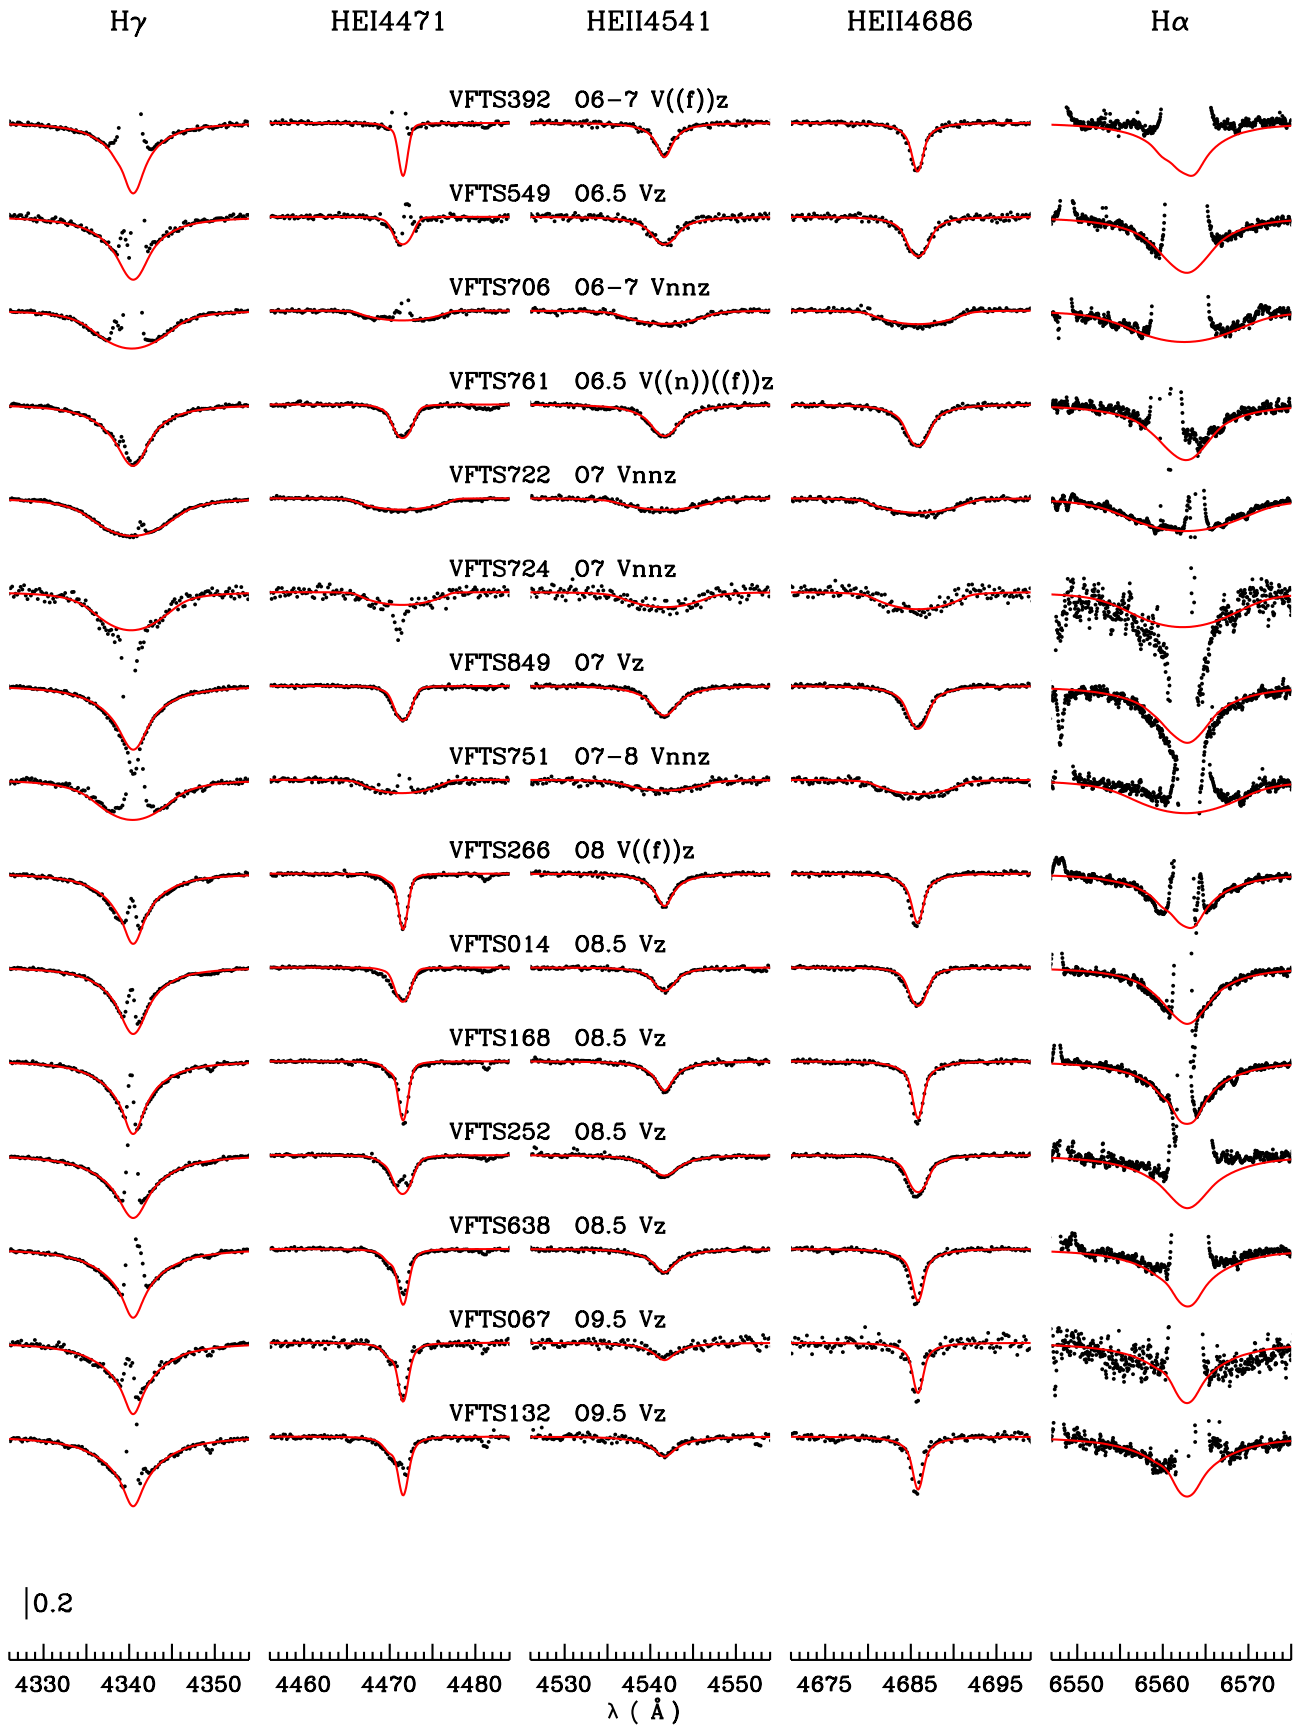 Hγ HEI4471 HEII4541 HEII4686 Hα
VFTS392 O6-7 V((f))z
VFTS549 O6.5 Vz
VFTS706 O6-7 Vnnz
VFTS761 O6.5 V((n))((f))z
VFTS722 O7 Vnnz
VFTS724 O7 Vnnz
VFTS849 O7 Vz
VFTS751 O7-8 Vnnz
VFTS266 O8 V((f))z
VFTS014 O8.5 Vz
VFTS168 O8.5 Vz
VFTS252 O8.5 Vz
VFTS638 O8.5 Vz
VFTS067 O9.5 Vz
VFTS132 O9.5 Vz
0.2
4330 4340 4350 4460 4470 4480 4530 4540 4550 4675 4685 4695 6550 6560 6570
λ ( Å )